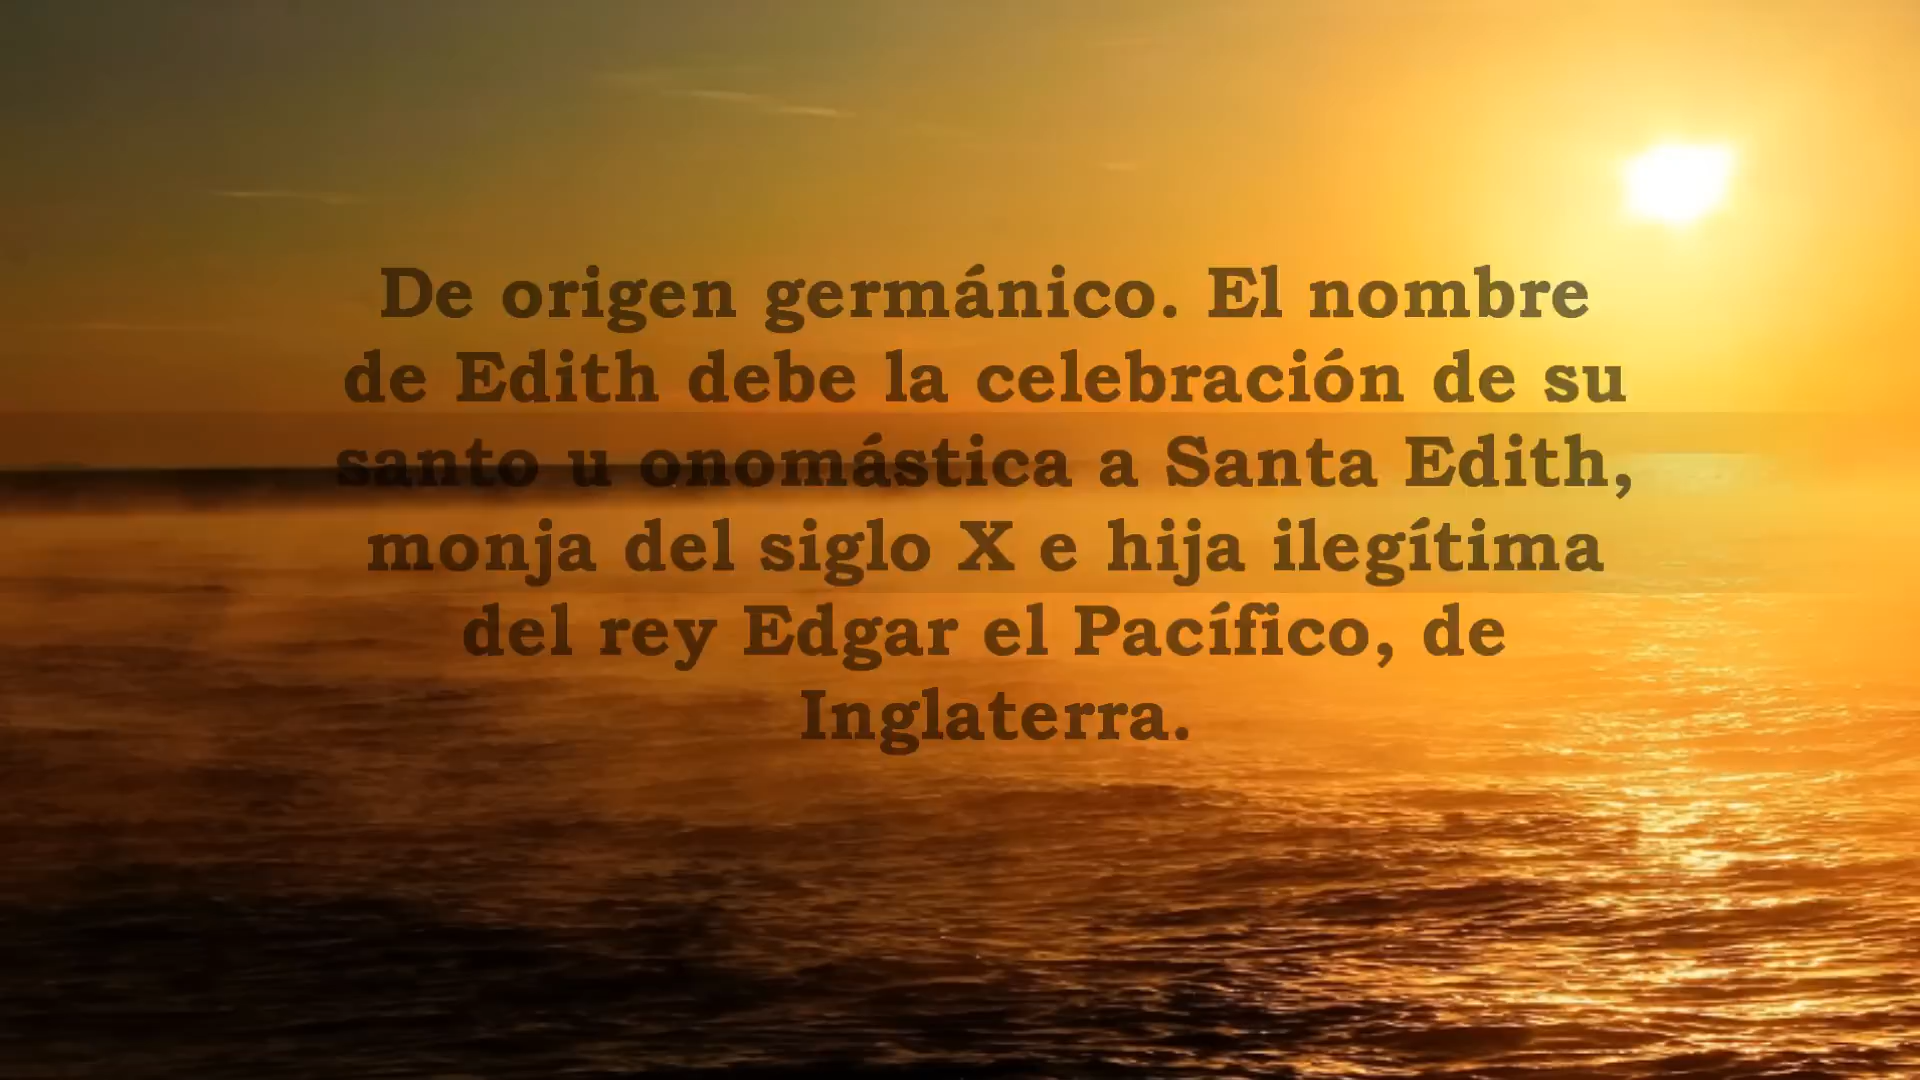 De origen germánico. El nombre
de Edith debe la celebración de su
santo u onomástica a Santa Edith,
monja del siglo X e hija ilegítima
del rey Edgar el Pacífico, de
Inglaterra.